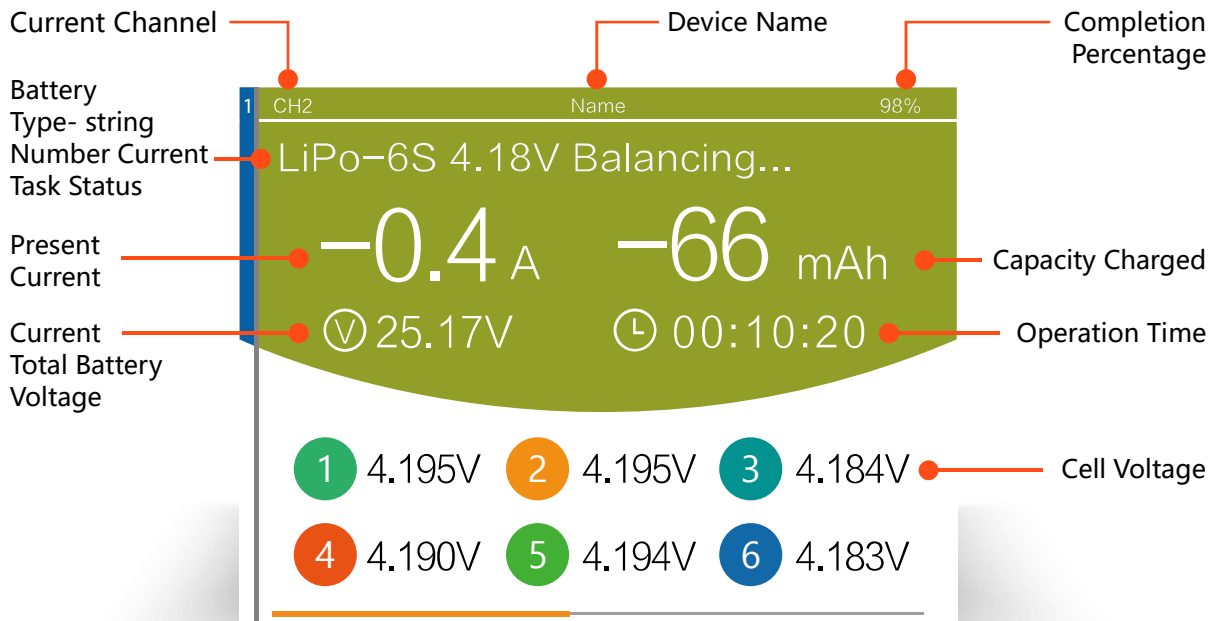 Current Channel
Device Name
Completion
Percentage
Battery
Type- string
Number Current
Task Status
1
CH2
Name
98%
LiPo-6S 4.18V Balancing...
Present
Current
-0.4 A
-66 mAh
Capacity Charged
Current
Total Battery
Voltage
V 25.17V
00:10:20
Operation Time
1 4.195V
2 4.195V
3 4.184V
Cell Voltage
4 4.190V
5 4.194V
6 4.183V